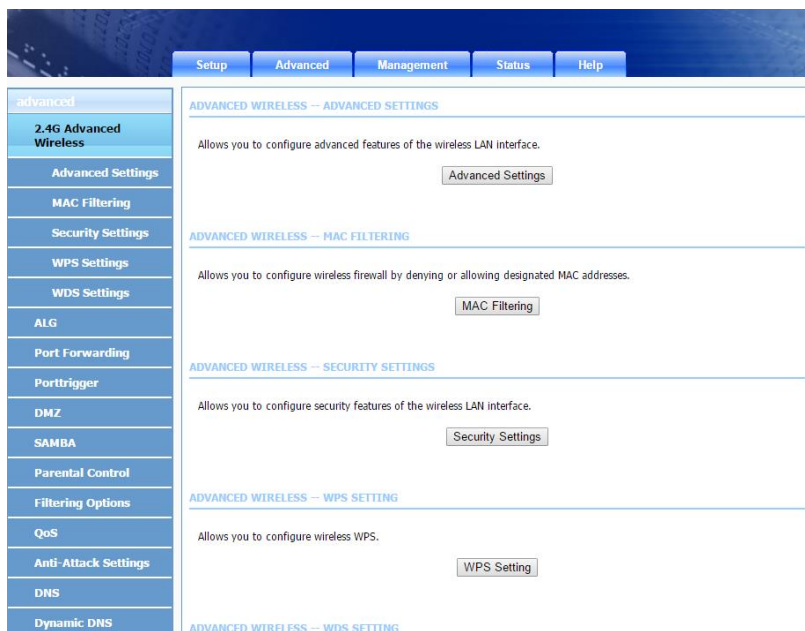 Setup
Advanced
Management
Status
Help
advanced
2.4G Advanced
Wireless
Advanced Settings
MAC Filtering
Security Settings
WPS Settings
WDS Settings
ALG
Port Forwarding
Porttrigger
DMZ
SAMBA
Parental Control
Filtering Options
QoS
Anti-Attack Settings
DNS
Dynamic DNS
ADVANCED WIRELESS -- ADVANCED SETTINGS
Allows you to configure advanced features of the wireless LAN interface.
Advanced Settings
ADVANCED WIRELESS -- MAC FILTERING
Allows you to configure wireless firewall by denying or allowing designated MAC addresses.
MAC Filtering
ADVANCED WIRELESS -- SECURITY SETTINGS
Allows you to configure security features of the wireless LAN interface.
Security Settings
ADVANCED WIRELESS -- WPS SETTING
Allows you to configure wireless WPS.
WPS Setting
ADVANCED WIRELESS -- WDS SETTING